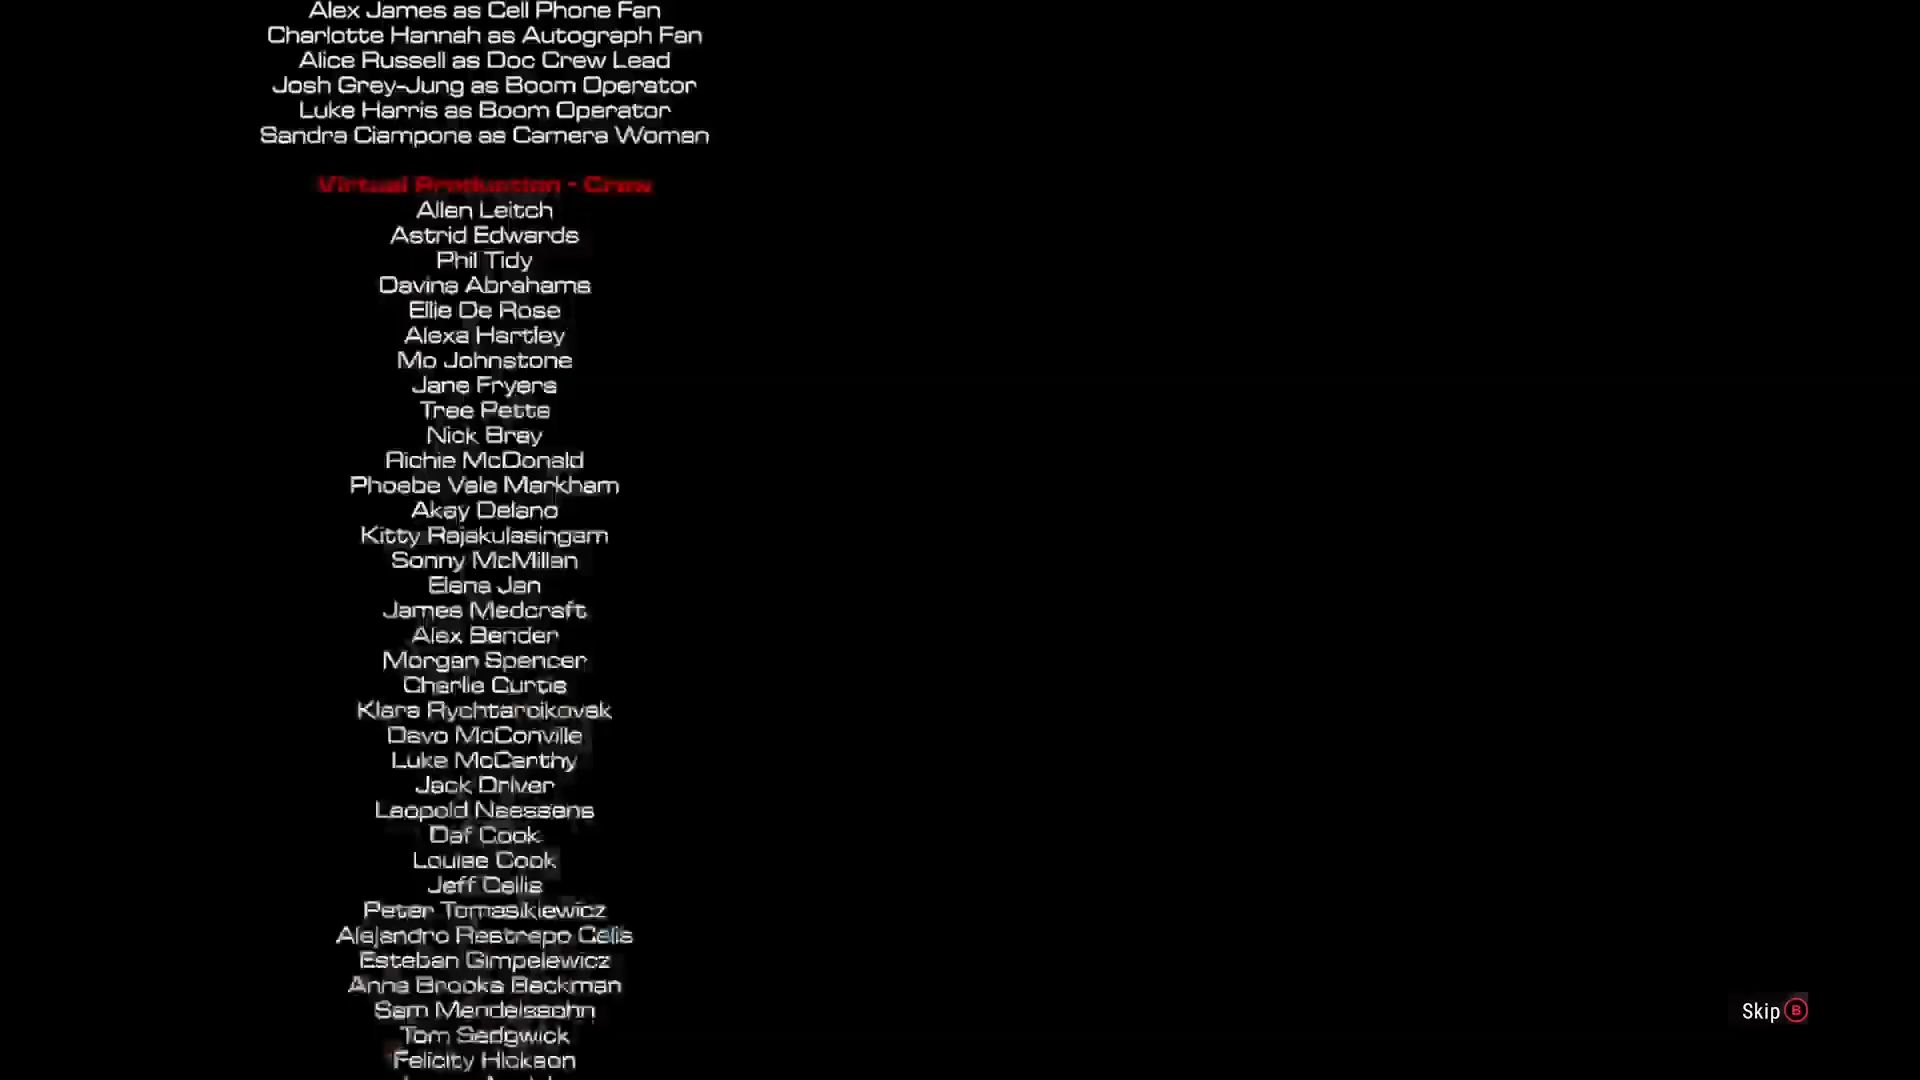 Alex James as Cell Phone Fan
Charlotte Hannah as Autograph Fan
Alice Russell as Doc Crew Lead
Josh Grey-Jung as Boom Operator
Luke Harris as Boom Operator
Sandra Ciampone as Camera Woman
Virtual Production - Crew
Allen Leitch
Astrid Edwards
Phil Tidy
Davina Abrahams
Ellie De Rose
Alexa Hartley
Mo Johnstone
Jane Fryers
Tree Petts
Nick Bray
Richie McDonald
Phoebe Vale Markham
Akay Delano
Kitty Rajakulasingam
Sonny McMillan
Elana Jan
James Medcraft
Alex Bender
Morgan Spencer
Charlie Curtis
Klara Rychtarcikovak
Davo McConville
Luke McCarthy
Jack Driver
Leopold Naessens
Daf Cook
Louise Cook
Jeff Cellis
Peter Tomasikiewicz
Alejandro Restrepo Celis
Esteban Gimpelewicz
Anna Brooke Beckman
Sam Mendelssohn
Tom Sedgwick
Felicity Hickson
Skip B